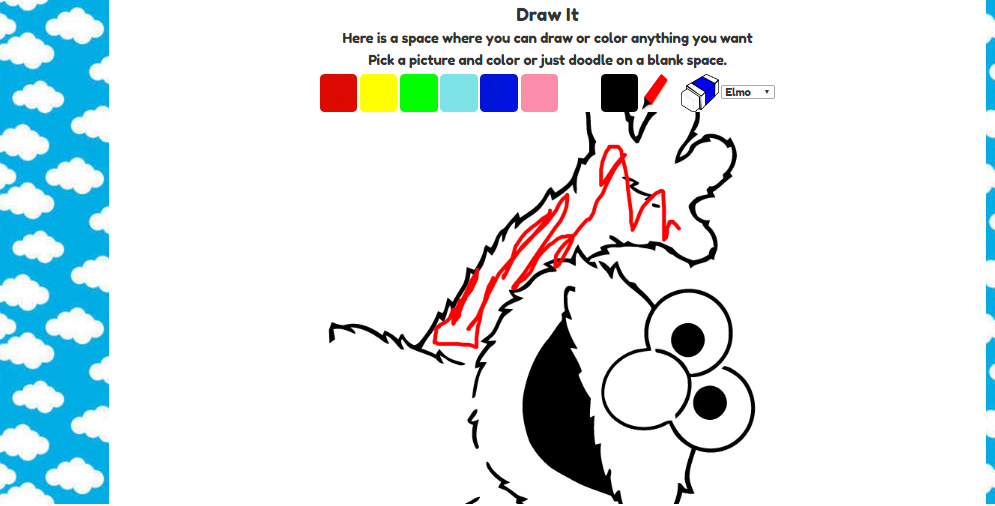 Draw It
Here is a space where you can draw or color anything you want
Pick a picture and color or just doodle on a blank space.
Elmo